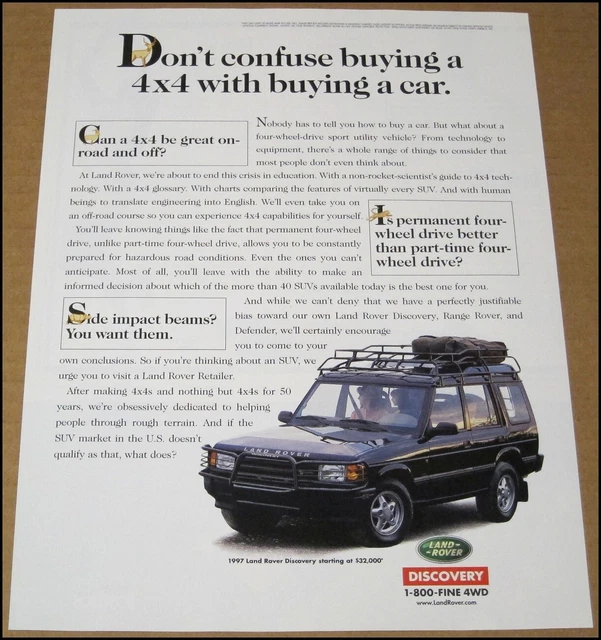 Don't confuse buying a
4x4 with buying a car.
Can a 4x4 be great on-
road and off?
Nobody has to tell you how to buy a car. But what about a
four-wheel-drive sport utility vehicle? From technology to
equipment, there's a whole range of things to consider that
most people don't even think about.
At Land Rover, we're about to end this crisis in education. With a non-rocket-scientist's guide to 4x4 tech-
nology. With a 4x4 glossary. With charts comparing the features of virtually every SUV. And with human
beings to translate engineering into English. We'll even take you on
an off-road course so you can experience 4x4 capabilities for yourself.
You'll leave knowing things like the fact that permanent four-wheel
drive, unlike part-time four-wheel drive, allows you to be constantly
prepared for hazardous road conditions. Even the ones you can't
anticipate. Most of all, you'll leave with the ability to make an
informed decision about which of the more than 40 SUVs available today is the best one for you.
Is permanent four-
wheel drive better
than part-time four-
wheel drive?
Side impact beams?
You want them.
And while we can't deny that we have a perfectly justifiable
bias toward our own Land Rover Discovery, Range Rover, and
Defender, we'll certainly encourage
you to come to your
own conclusions. So if you're thinking about an SUV, we
urge you to visit a Land Rover Retailer.
After making 4x4s and nothing but 4x4s for 50
years, we're obsessively dedicated to helping
people through rough terrain. And if the
SUV market in the U.S. doesn't
qualify as that, what does?
LAND ROVER
1997 Land Rover Discovery starting at $32,000*
LAND-
-ROVER
DISCOVERY
1-800-FINE 4WD
www.LandRover.com